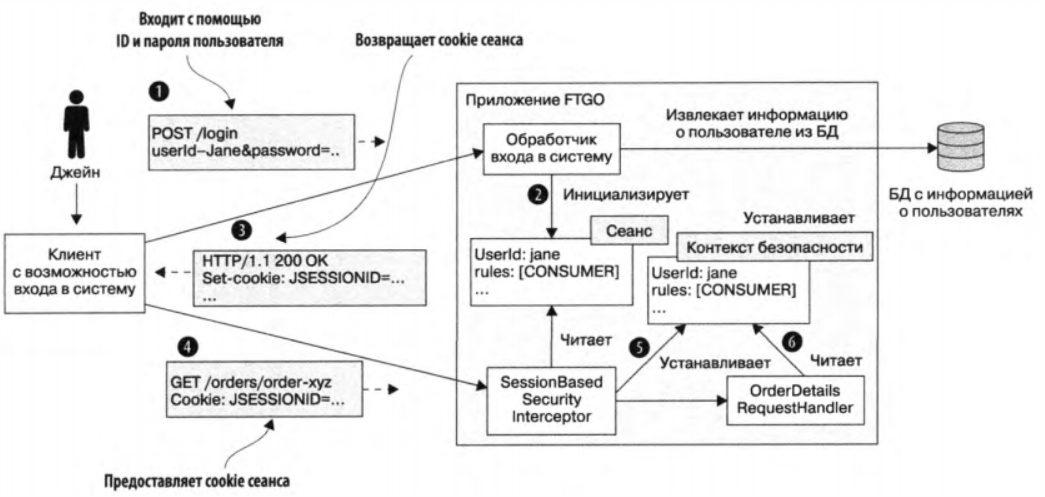 Входит с помощью
ID и пароля пользователя
Возвращает cookie сеанса
1
POST /login
userId–Jane&password=..
Джейн
Клиент
с возможностью
входа в систему
3
HTTP/1.1 200 OK
Set-cookie: JSESSIONID=...
...
4
GET /orders/order-xyz
Cookie: JSESSIONID=...
Предоставляет cookie сеанса
Приложение FTGO
Обработчик
входа в систему
Извлекает информацию
о пользователе из БД
БД с информацией
о пользователях
2
Инициализирует
Сеанс
UserId: jane
rules: [CONSUMER]
...
Устанавливает
Контекст безопасности
UserId: jane
rules: [CONSUMER]
...
Читает
5
Устанавливает
6
Читает
SessionBased
Security
Interceptor
OrderDetails
RequestHandler